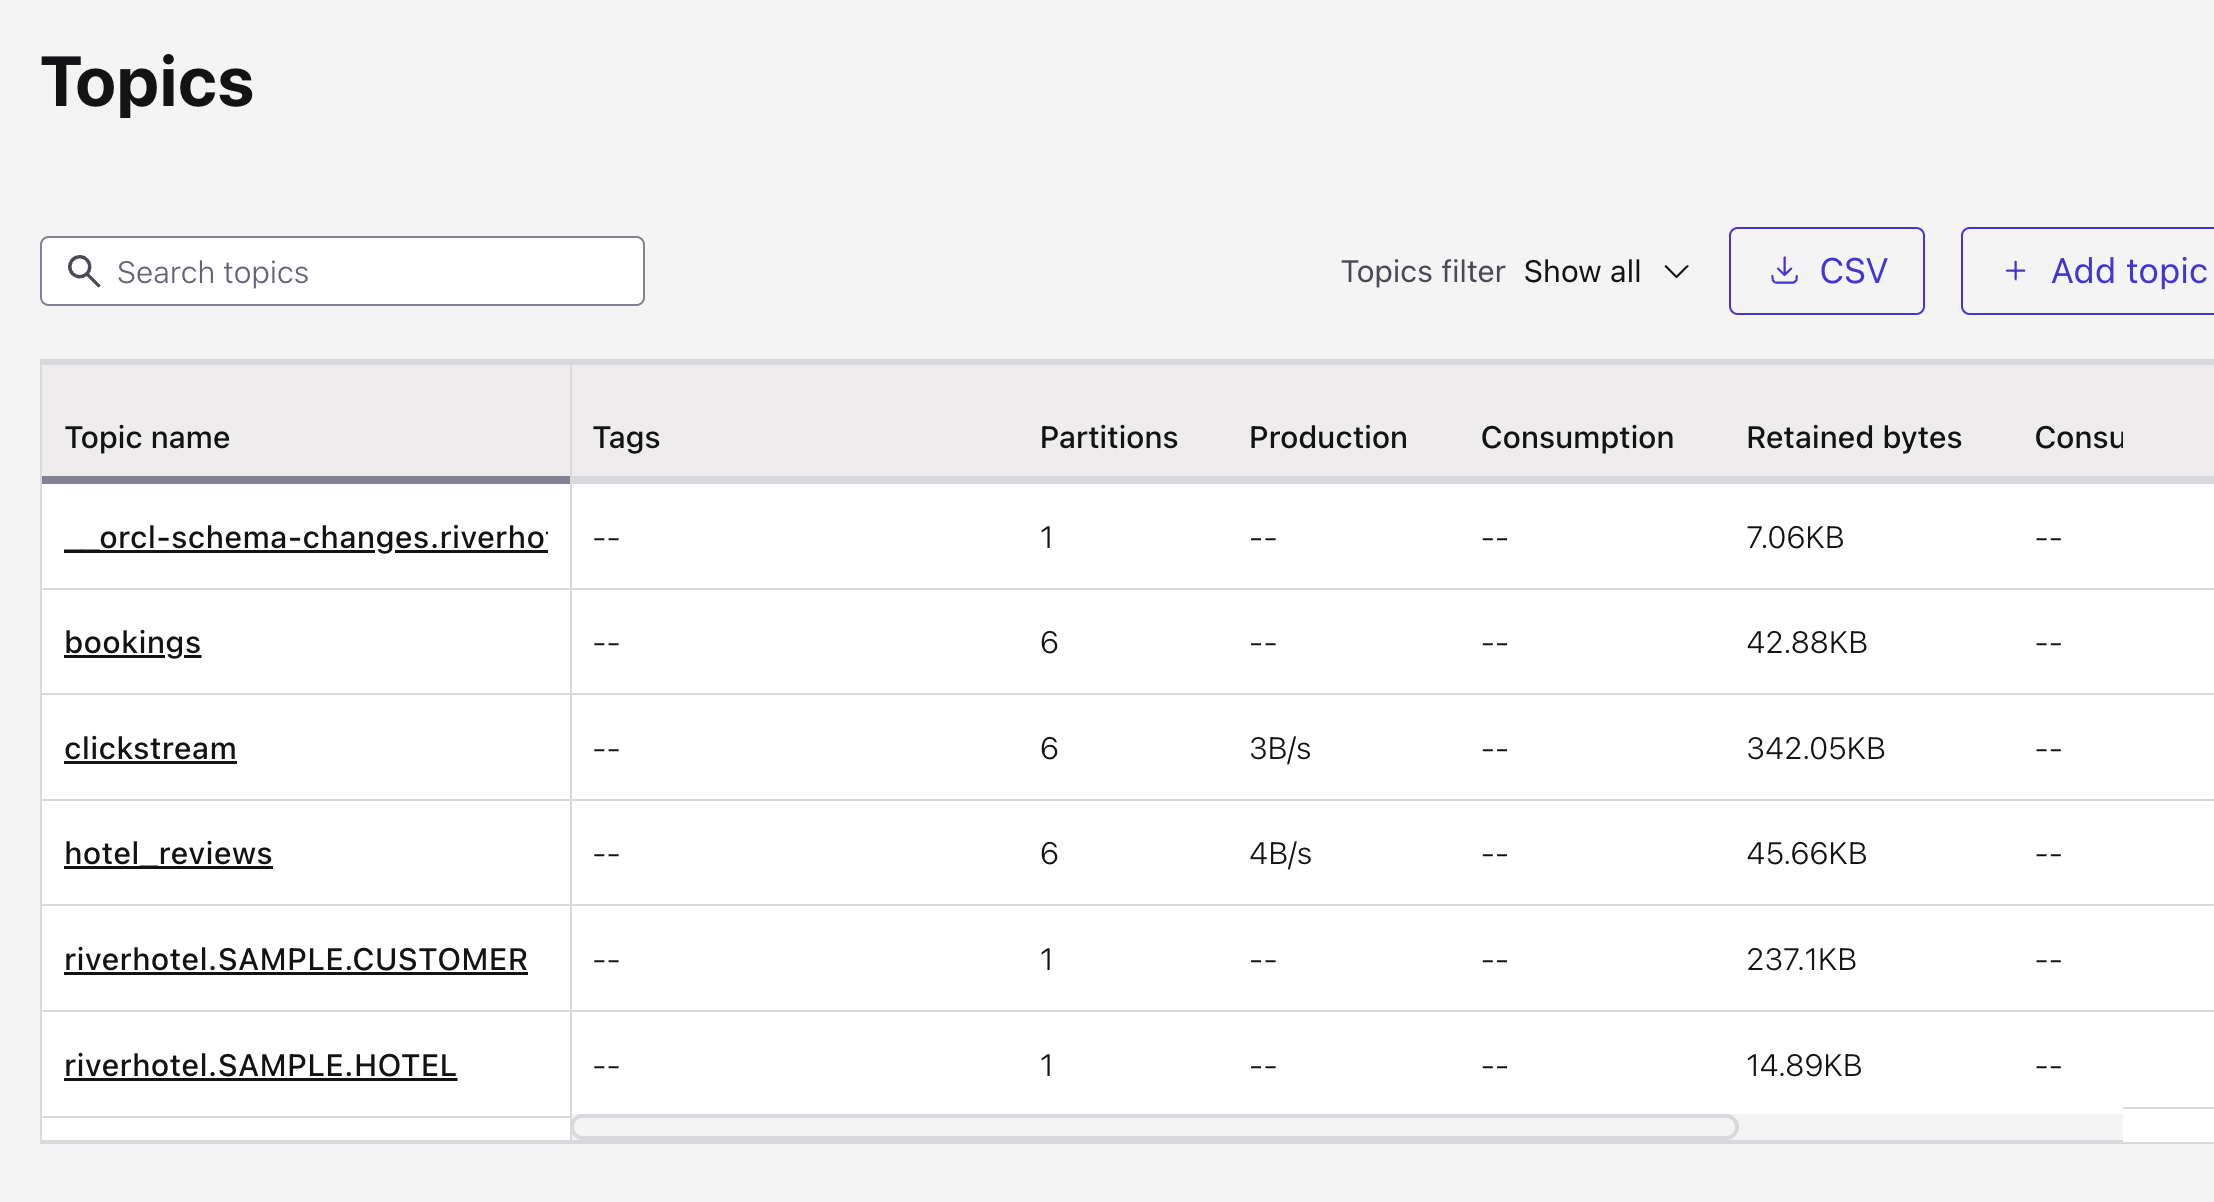 Topics
Search topics
Topics filter Show all
CSV
+ Add topic
Topic name Tags Partitions Production Consumption Retained bytes Consu
__orcl-schema-changes.riverho -- 1 -- -- 7.06KB --
bookings -- 6 -- -- 42.88KB --
clickstream -- 6 3B/s -- 342.05KB --
hotel_reviews -- 6 4B/s -- 45.66KB --
riverhotel.SAMPLE.CUSTOMER -- 1 -- -- 237.1KB --
riverhotel.SAMPLE.HOTEL -- 1 -- -- 14.89KB --